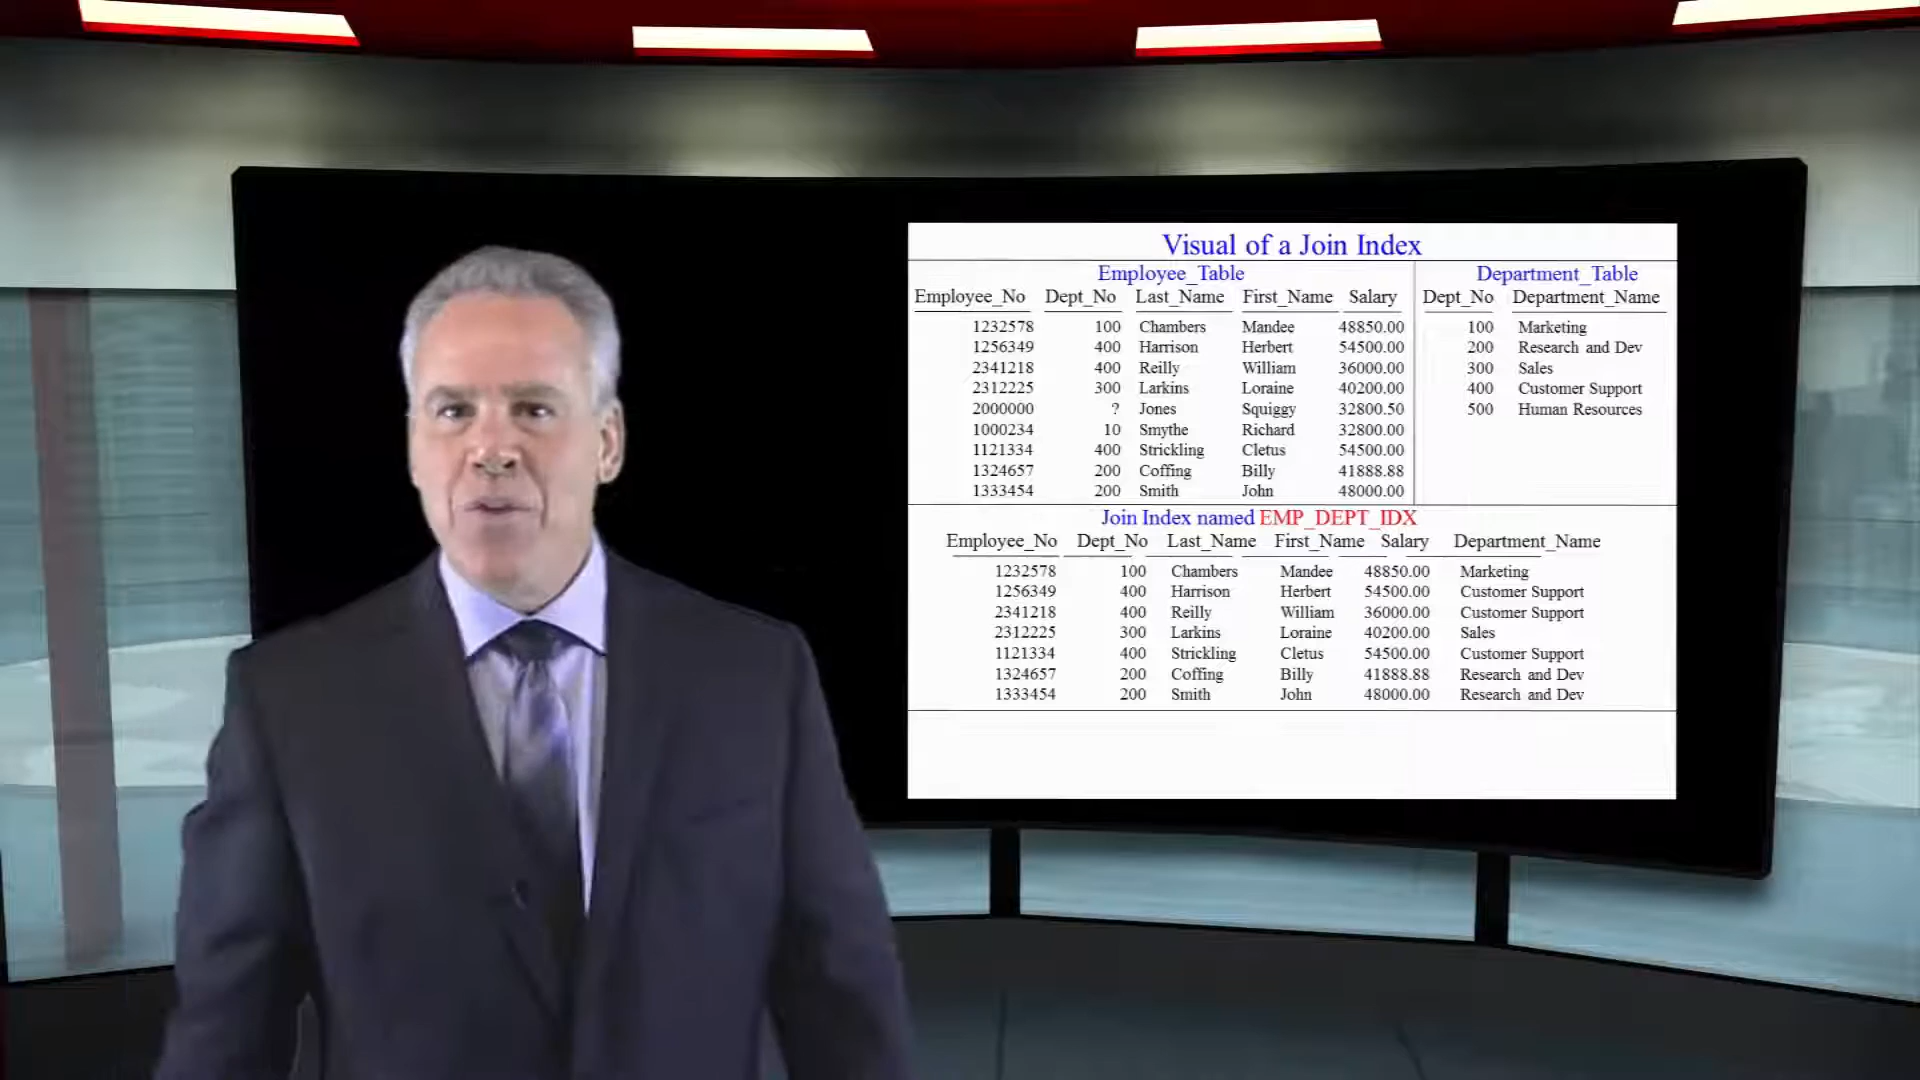 Visual of a Join Index
Employee_Table
Employee_No Dept_No Last_Name First_Name Salary
1232578 100 Chambers Mandee 48850.00
1256349 400 Harrison Herbert 54500.00
2341218 400 Reilly William 36000.00
2312225 300 Larkins Loraine 40200.00
2000000 ? Jones Squiggy 32800.50
1000234 10 Smythe Richard 32800.00
1121334 400 Strickling Cletus 54500.00
1324657 200 Coffing Billy 41888.88
1333454 200 Smith John 48000.00
Department_Table
Dept_No Department_Name
100 Marketing
200 Research and Dev
300 Sales
400 Customer Support
500 Human Resources
Join Index named EMP_DEPT_IDX
Employee_No Dept_No Last_Name First_Name Salary Department_Name
1232578 100 Chambers Mandee 48850.00 Marketing
1256349 400 Harrison Herbert 54500.00 Customer Support
2341218 400 Reilly William 36000.00 Customer Support
2312225 300 Larkins Loraine 40200.00 Sales
1121334 400 Strickling Cletus 54500.00 Customer Support
1324657 200 Coffing Billy 41888.88 Research and Dev
1333454 200 Smith John 48000.00 Research and Dev